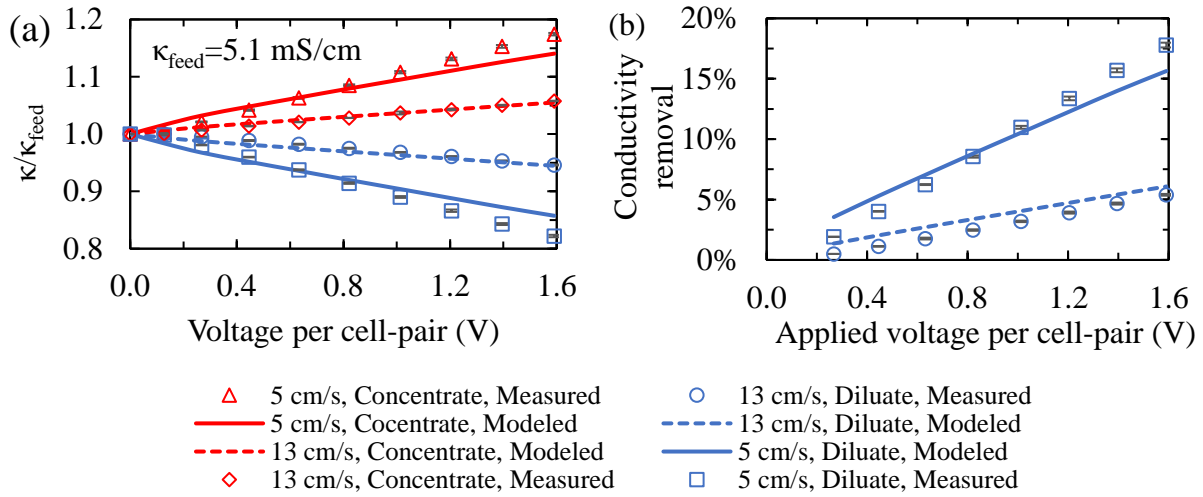 (a)
κ/κfeed
1.2
1.1
1.0
0.9
0.8
κfeed=5.1 mS/cm
0.0 0.4 0.8 1.2 1.6
Voltage per cell-pair (V)
(b)
Conductivity
removal
20%
15%
10%
5%
0%
0.0 0.4 0.8 1.2 1.6
Applied voltage per cell-pair (V)
5 cm/s, Concentrate, Measured
5 cm/s, Cocentrate, Modeled
13 cm/s, Concentrate, Modeled
13 cm/s, Concentrate, Measured
13 cm/s, Diluate, Measured
13 cm/s, Diluate, Modeled
5 cm/s, Diluate, Modeled
5 cm/s, Diluate, Measured